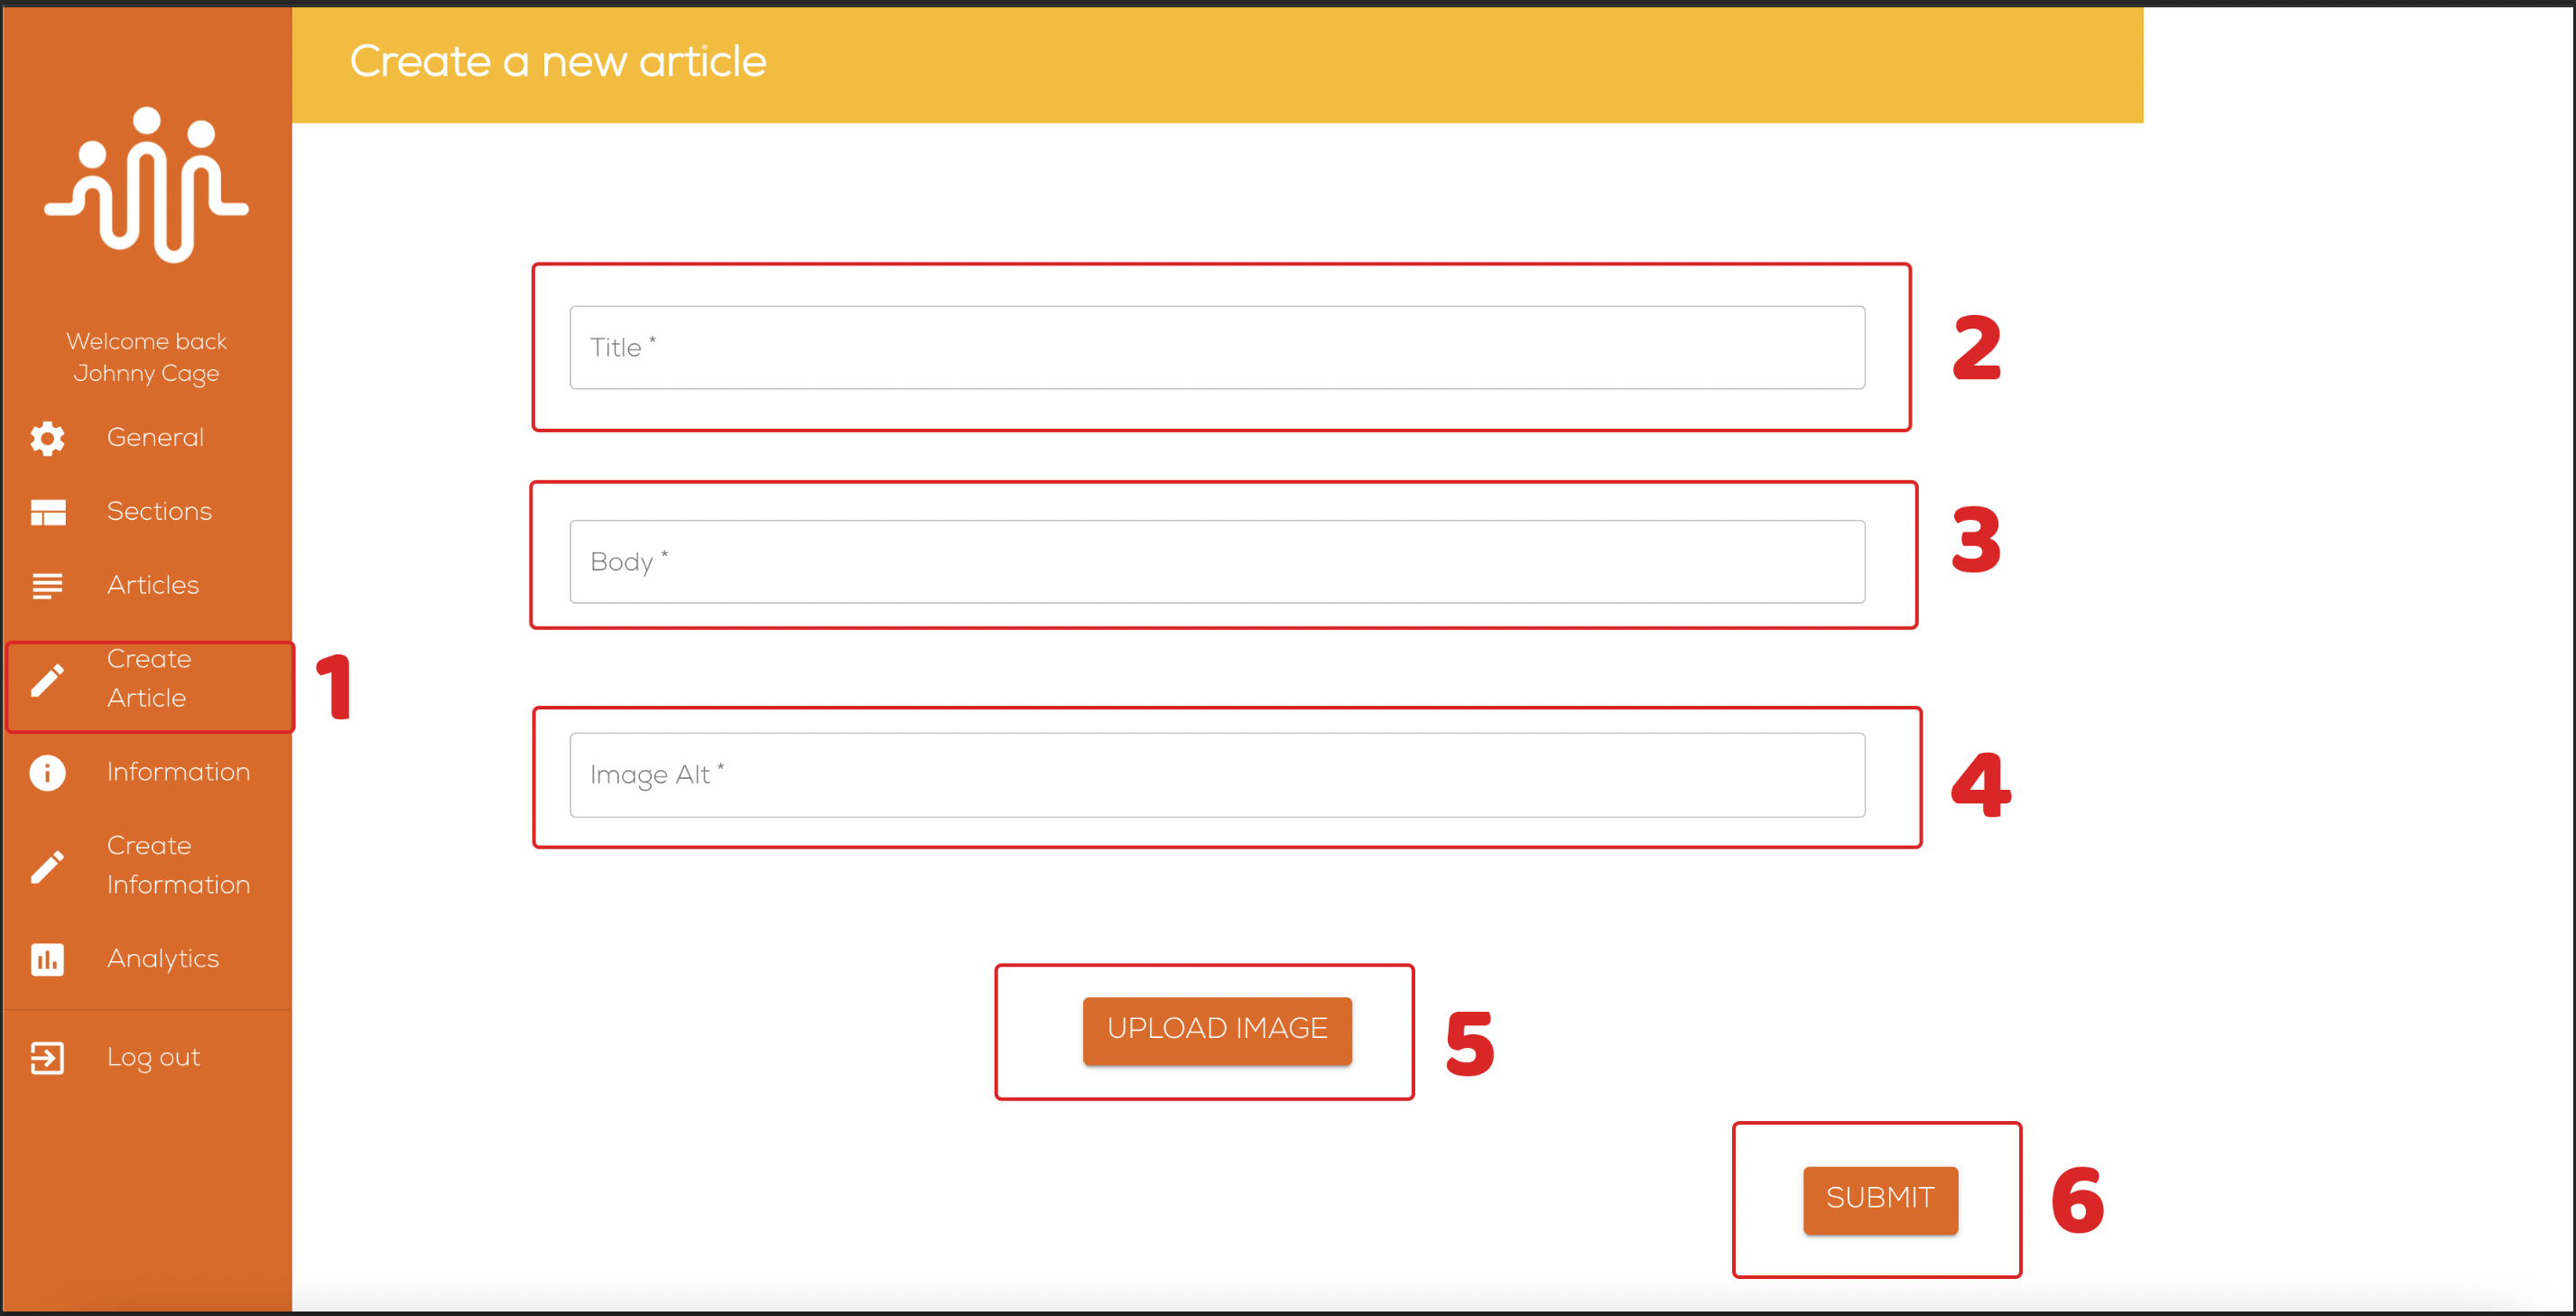 Create a new article
Welcome back
Johnny Cage
General
Sections
Articles
Create
Article
1
Information
Create
Information
Analytics
Log out
Title *
2
Body *
3
Image Alt *
4
UPLOAD IMAGE
5
SUBMIT
6